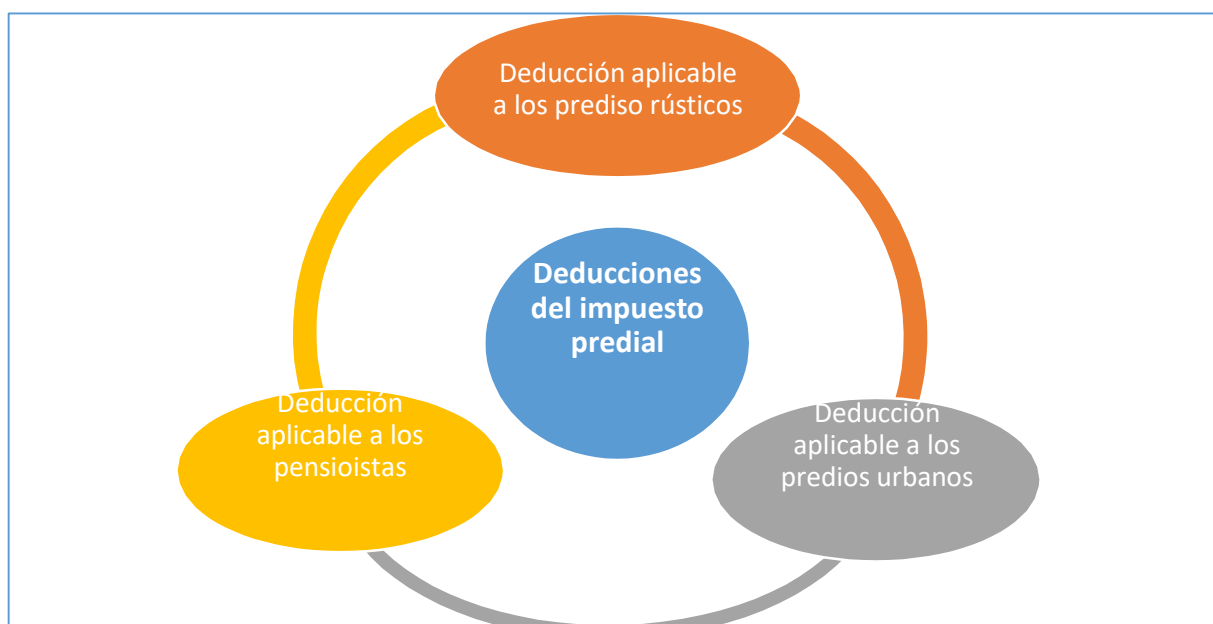 Deducción aplicable
a los prediso rústicos
Deducciones
del impuesto
predial
Deducción
aplicable a los
pensioistas
Deducción
aplicable a los
predios urbanos